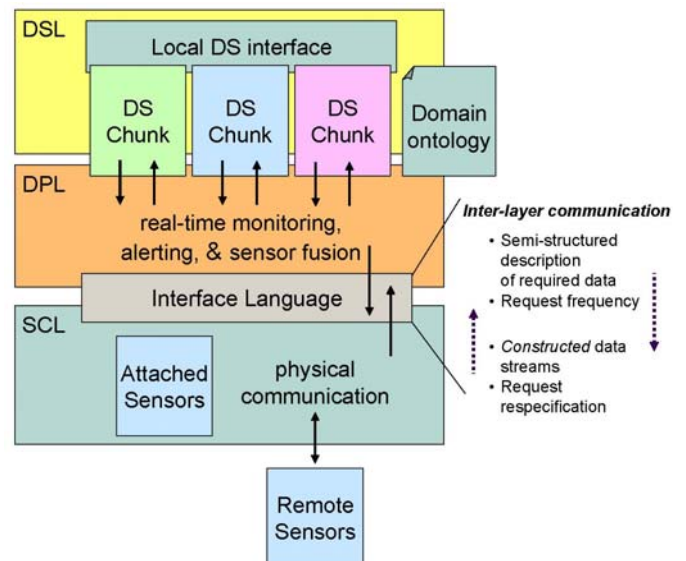 DSL
Local DS interface
DS
Chunk
DS
Chunk
DS
Chunk
Domain
ontology
DPL
real-time monitoring,
alerting, & sensor fusion
Interface Language
SCL
Attached
Sensors
physical
communication
Remote
Sensors
Inter-layer communication
• Semi-structured
description
of required data
• Request frequency
• Constructed data
streams
• Request
respecification